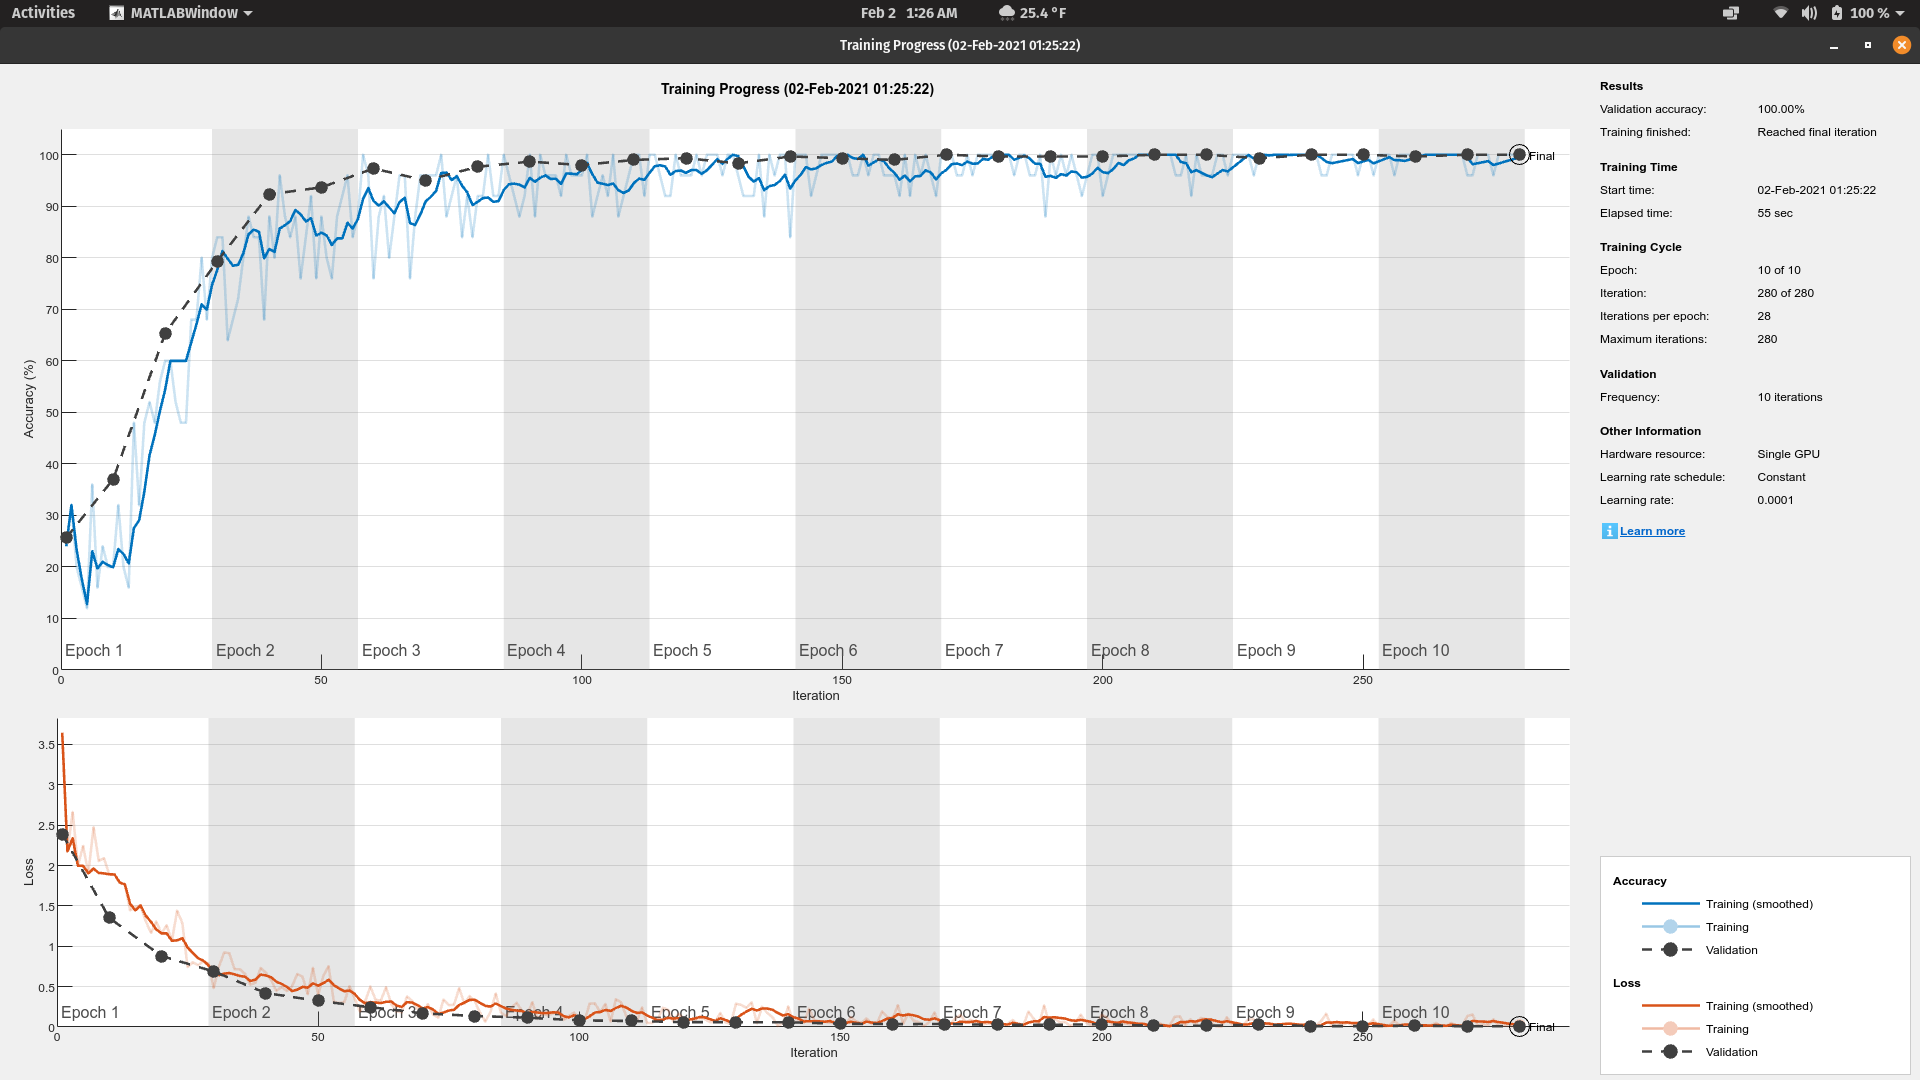 Activities MATLABWindow Feb 2 1:26 AM 25.4 °F 100 %
Training Progress (02-Feb-2021 01:25:22)
Training Progress (02-Feb-2021 01:25:22)
Accuracy (%)
100
90
80
70
60
50
40
30
20
10
0
Final
Epoch 1 Epoch 2 Epoch 3 Epoch 4 Epoch 5 Epoch 6 Epoch 7 Epoch 8 Epoch 9 Epoch 10
0 50 100 150 200 250
Iteration
Loss
3.5
3
2.5
2
1.5
1
0.5
0
Epoch 1 Epoch 2 Epoch 3 Epoch 4 Epoch 5 Epoch 6 Epoch 7 Epoch 8 Epoch 9 Epoch 10
Final
0 50 100 150 200 250
Iteration
Results
Validation accuracy: 100.00%
Training finished: Reached final iteration
Training Time
Start time: 02-Feb-2021 01:25:22
Elapsed time: 55 sec
Training Cycle
Epoch: 10 of 10
Iteration: 280 of 280
Iterations per epoch: 28
Maximum iterations: 280
Validation
Frequency: 10 iterations
Other Information
Hardware resource: Single GPU
Learning rate schedule: Constant
Learning rate: 0.0001
i Learn more
Accuracy
Training (smoothed)
Training
Validation
Loss
Training (smoothed)
Training
Validation